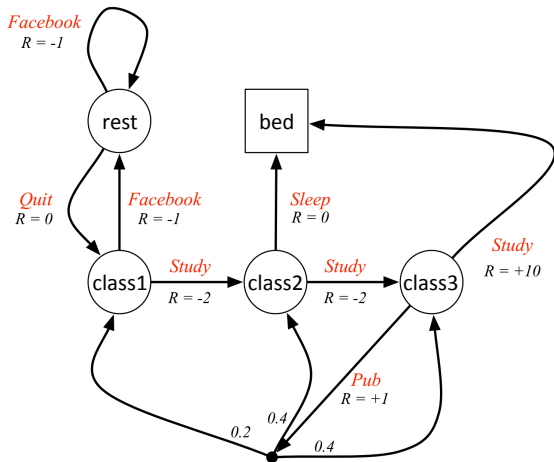 Facebook
R = -1
rest
bed
Quit
R = 0
Facebook
R = -1
Sleep
R = 0
Study
R = +10
class1
Study
R = -2
class2
Study
R = -2
class3
Pub
R = +1
0.2
0.4
0.4